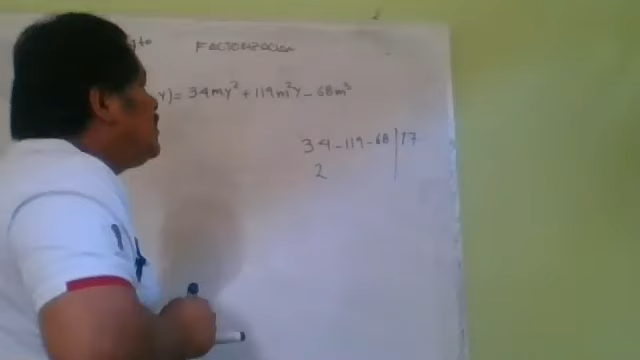 FACTORIZACION
y) = 34my² + 119m²y - 68m³
34 - 119 - 68 | 17
2